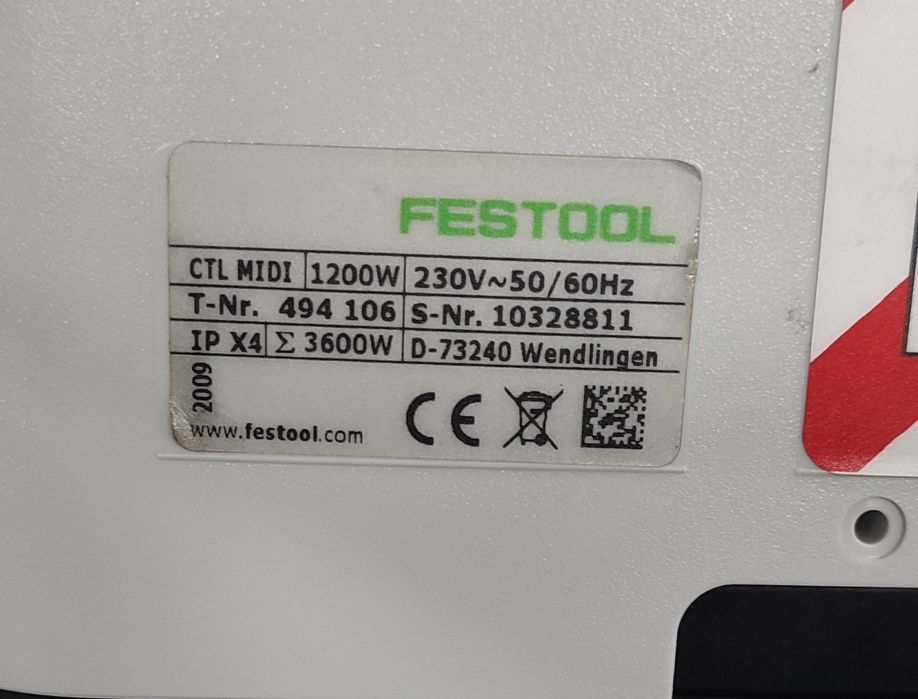 FESTOOL
CTL MIDI 1200W 230V~50/60Hz
T-Nr. 494 106 S-Nr. 10328811
IP X4 Σ 3600W D-73240 Wendlingen
2009
www.festool.com CE